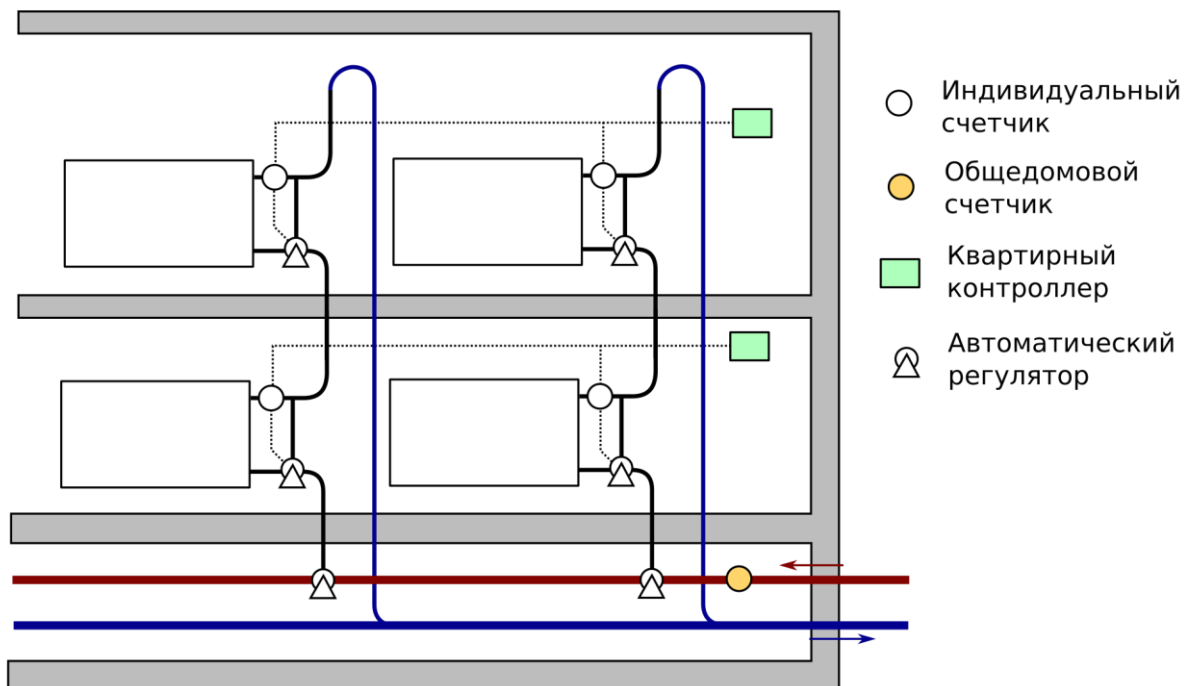 Индивидуальный
счетчик
Общедомовой
счетчик
Квартирный
контроллер
Автоматический
регулятор